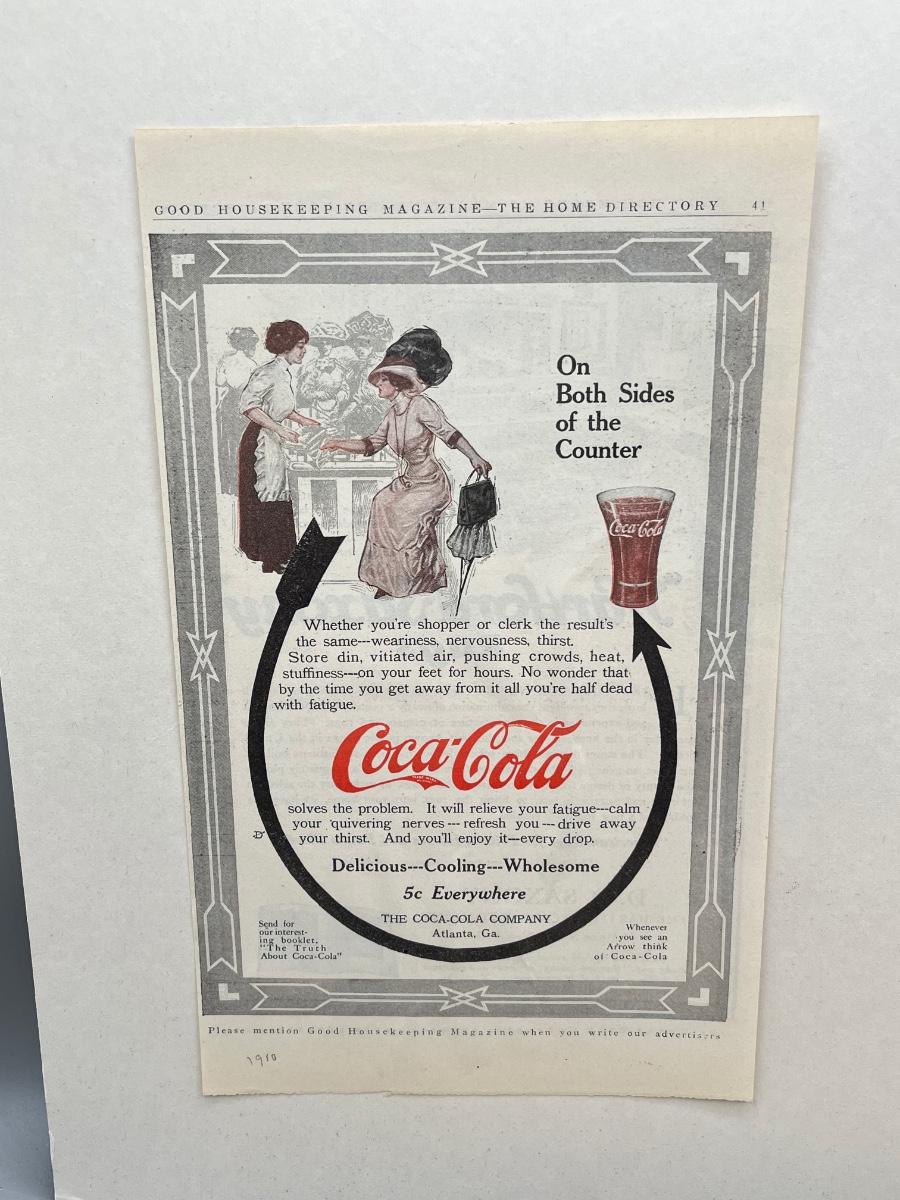 GOOD HOUSEKEEPING MAGAZINE—THE HOME DIRECTORY 41
On
Both Sides
of the
Counter
Coca-Cola
Whether you're shopper or clerk the result's
the same---weariness, nervousness, thirst.
Store din, vitiated air, pushing crowds, heat,
stuffiness---on your feet for hours. No wonder that
by the time you get away from it all you're half dead
with fatigue.
Coca-Cola
solves the problem. It will relieve your fatigue---calm
your quivering nerves---refresh you---drive away
your thirst. And you'll enjoy it—every drop.
Delicious---Cooling---Wholesome
5c Everywhere
THE COCA-COLA COMPANY
Atlanta, Ga.
Send for
our interest-
ing booklet,
"The Truth
About Coca-Cola"
Whenever
you see an
Arrow think
of Coca-Cola
Please mention Good Housekeeping Magazine when you write our advertisers
1910